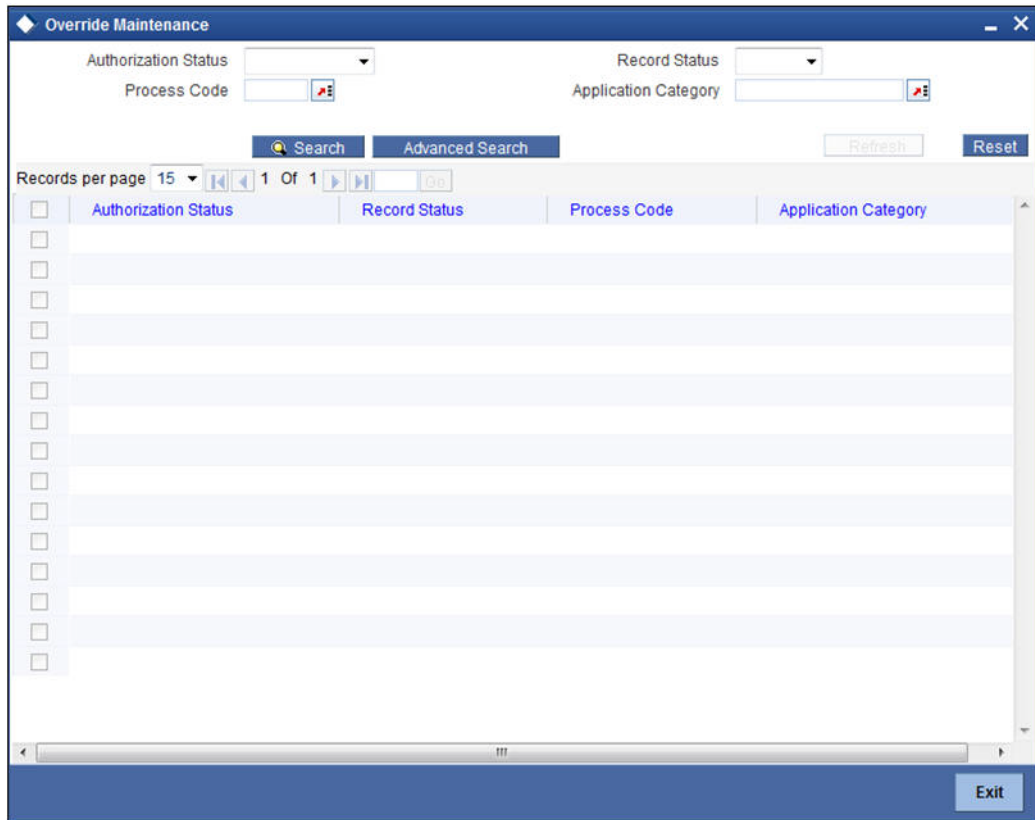 Override Maintenance
Authorization Status
Record Status
Process Code
Application Category
Search
Advanced Search
Refresh
Reset
Records per page 15 1 Of 1 Go
Authorization Status Record Status Process Code Application Category
Exit